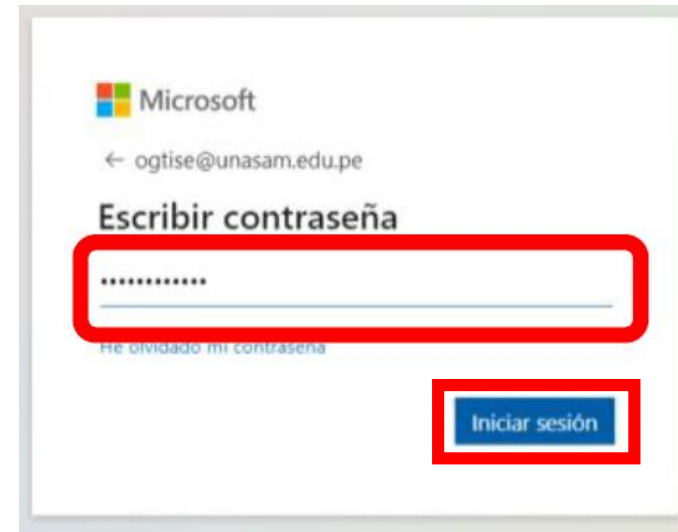 Microsoft
← ogtise@unasam.edu.pe
Escribir contraseña
••••••••••••
He olvidado mi contraseña
Iniciar sesión